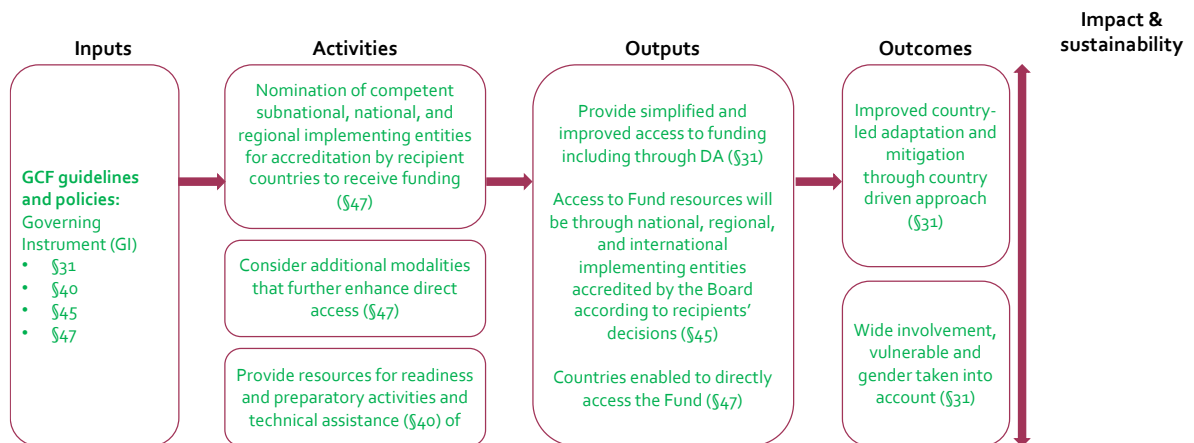 Inputs
Activities
Outputs
Outcomes
Impact &
sustainability
GCF guidelines
and policies:
Governing
Instrument (GI)
• §31
• §40
• §45
• §47
Nomination of competent
subnational, national, and
regional implementing entities
for accreditation by recipient
countries to receive funding
(§47)
Consider additional modalities
that further enhance direct
access (§47)
Provide resources for readiness
and preparatory activities and
technical assistance (§40) of
Provide simplified and
improved access to funding
including through DA (§31)
Access to Fund resources will
be through national, regional,
and international
implementing entities
accredited by the Board
according to recipients’
decisions (§45)
Countries enabled to directly
access the Fund (§47)
Improved country-
led adaptation and
mitigation
through country
driven approach
(§31)
Wide involvement,
vulnerable and
gender taken into
account (§31)